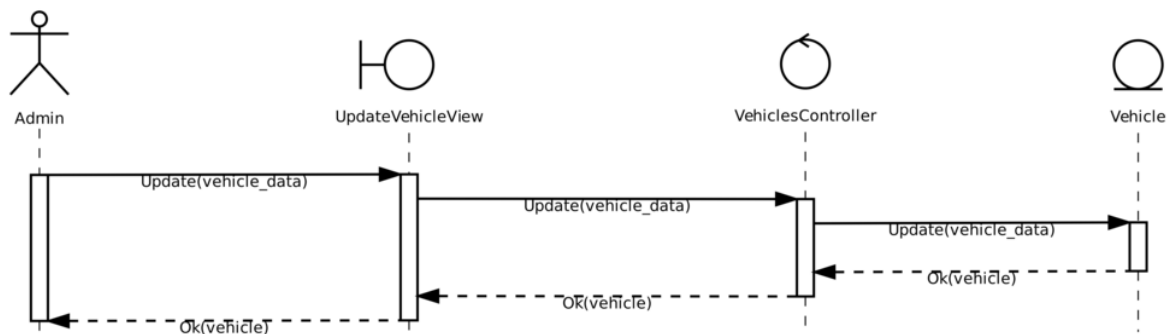 Admin
UpdateVehicleView
VehiclesController
Vehicle
Update(vehicle_data)
Update(vehicle_data)
Update(vehicle_data)
Ok(vehicle)
Ok(vehicle)
Ok(vehicle)